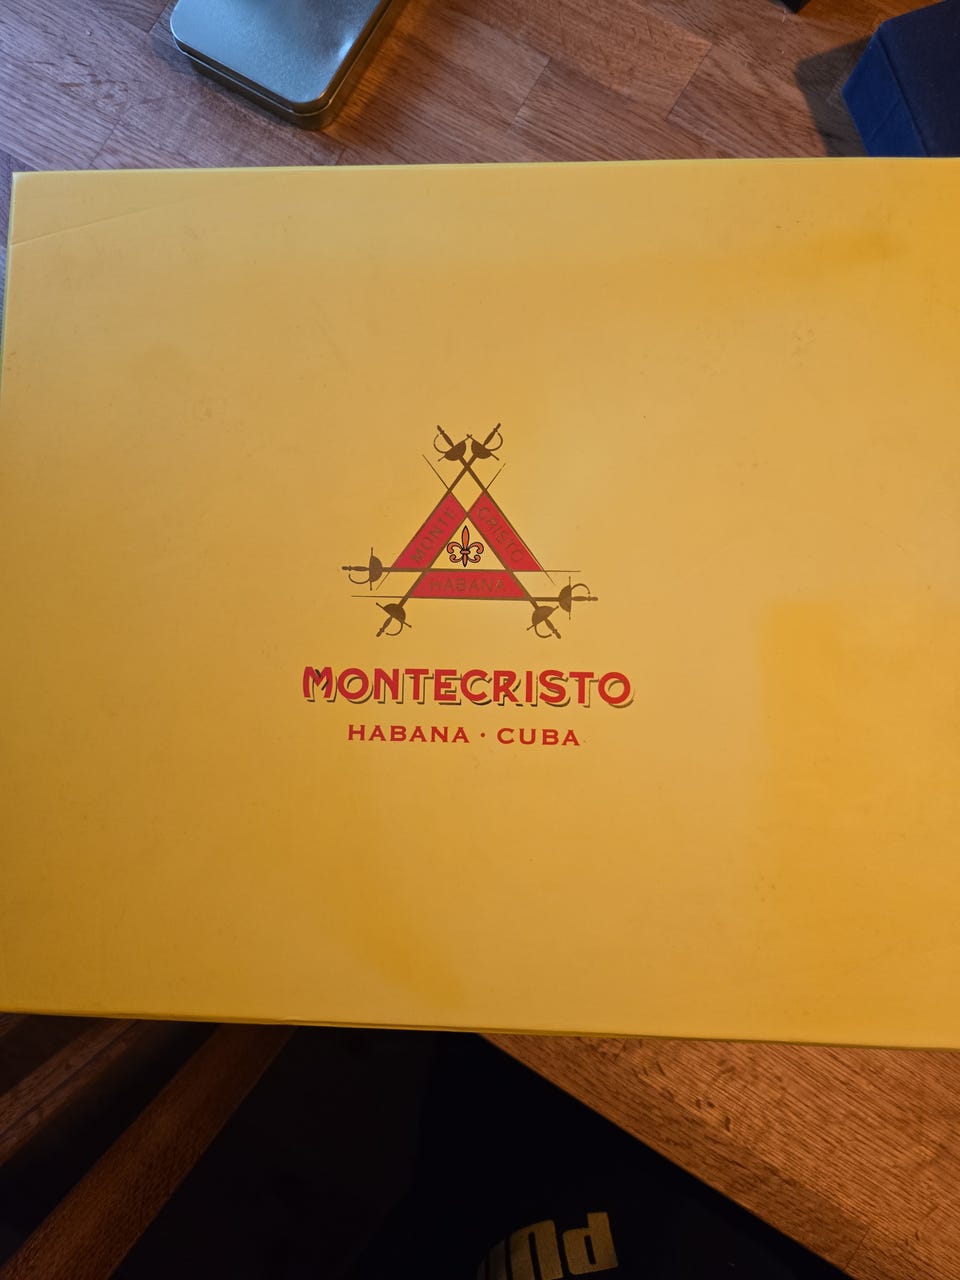 MONTE CRISTO
HABANA
MONTECRISTO
HABANA · CUBA